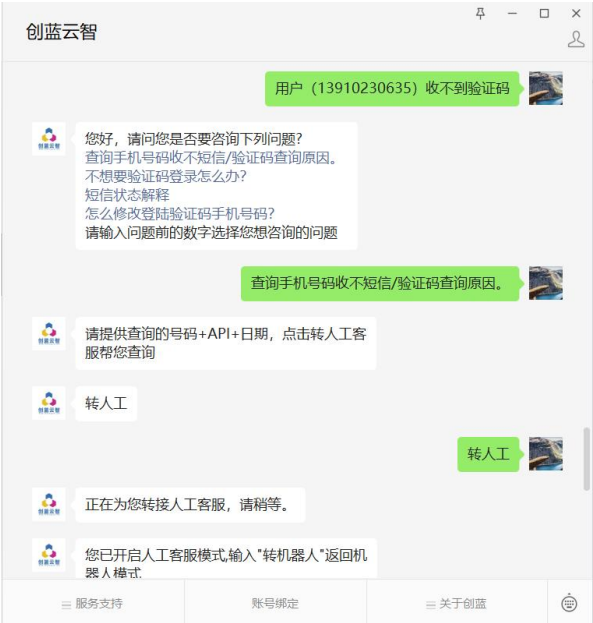 创蓝云智
用户（13910230635）收不到验证码
您好，请问您是否要咨询下列问题?
查询手机号码收不短信/验证码查询原因。
不想要验证码登录怎么办?
短信状态解释
怎么修改登陆验证码手机号码?
请输入问题前的数字选择您想咨询的问题
查询手机号码收不短信/验证码查询原因。
请提供查询的号码+API+日期，点击转人工客
服帮您查询
转人工
转人工
正在为您转接人工客服，请稍等。
您已开启人工客服模式,输入"转机器人"返回机
器人模式
服务支持
账号绑定
关于创蓝